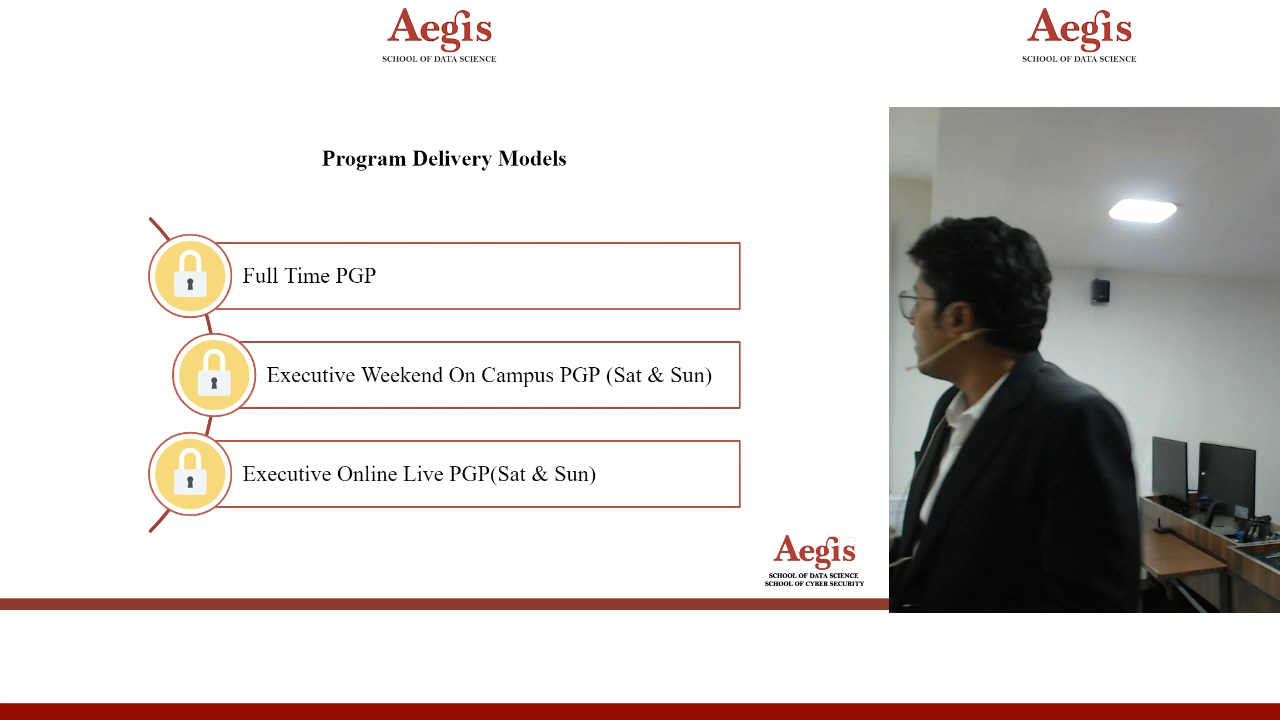 Aegis
SCHOOL OF DATA SCIENCE
Aegis
SCHOOL OF DATA SCIENCE
Program Delivery Models
Full Time PGP
Executive Weekend On Campus PGP (Sat & Sun)
Executive Online Live PGP(Sat & Sun)
Aegis
SCHOOL OF DATA SCIENCE
SCHOOL OF CYBER SECURITY